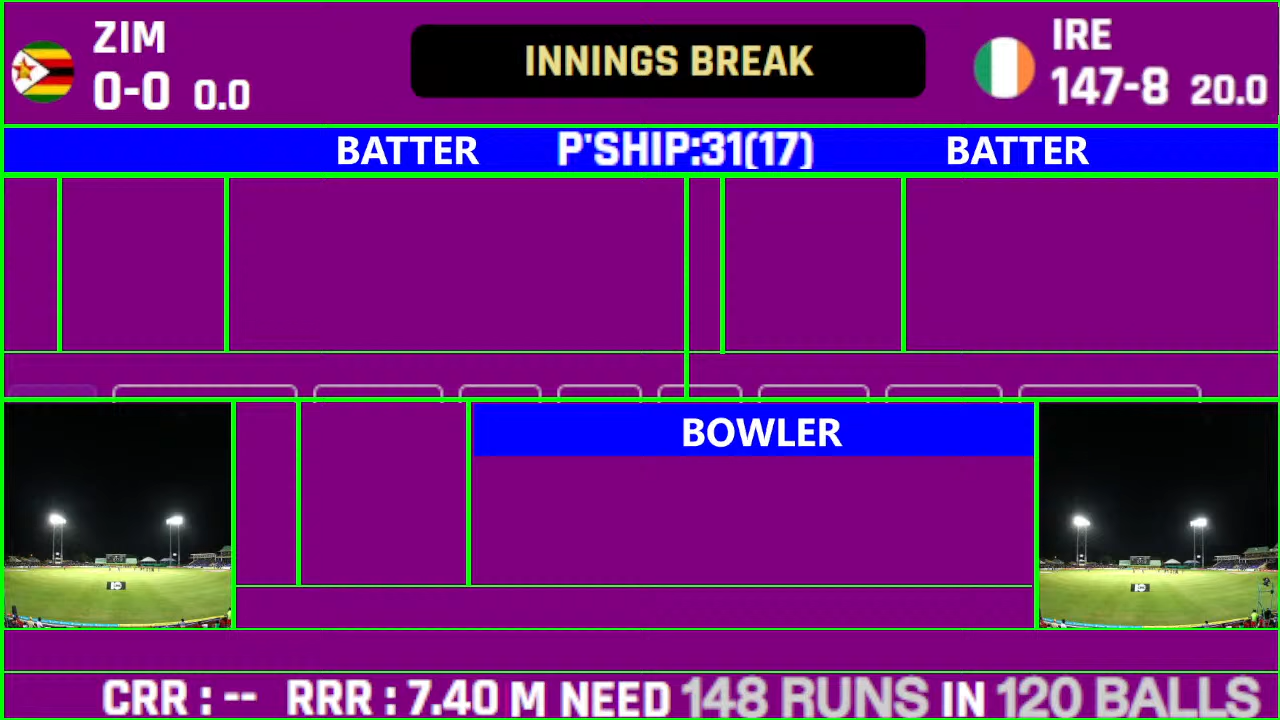 ZIM
0-0 0.0
INNINGS BREAK
IRE
147-8 20.0
BATTER P'SHIP:31(17) BATTER
BOWLER
CRR : -- RRR : 7.40 M NEED 148 RUNS IN 120 BALLS